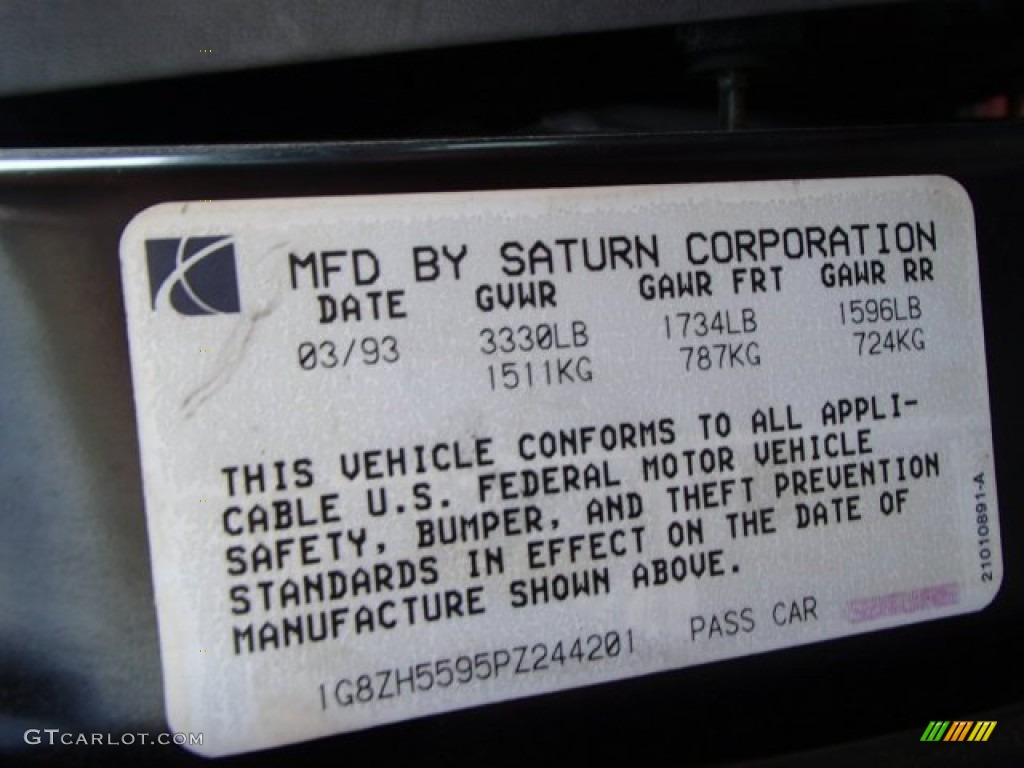 MFD BY SATURN CORPORATION
DATE GVWR GAWR FRT GAWR RR
03/93 3330LB 1734LB 1596LB
1511KG 787KG 724KG
THIS VEHICLE CONFORMS TO ALL APPLI-
CABLE U.S. FEDERAL MOTOR VEHICLE
SAFETY, BUMPER, AND THEFT PREVENTION
STANDARDS IN EFFECT ON THE DATE OF
MANUFACTURE SHOWN ABOVE.
1G8ZH5595PZ244201 PASS CAR
21010891-A
GTCARLOT.COM